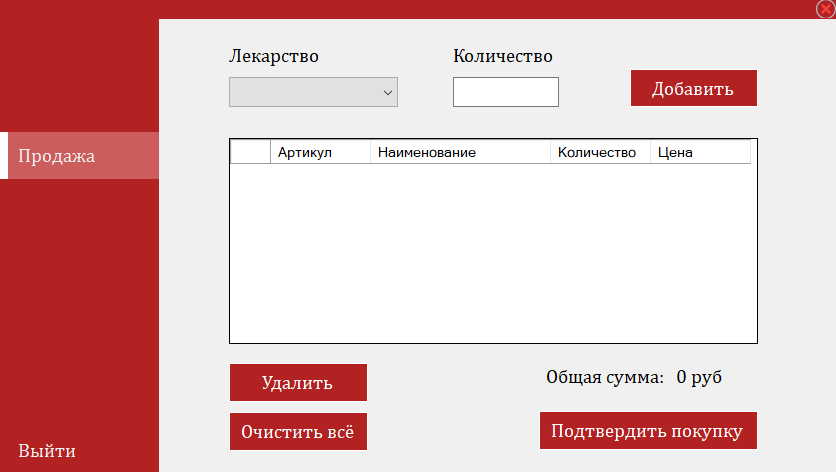 Лекарство
Количество
Добавить
Продажа
Артикул Наименование Количество Цена
Удалить
Общая сумма: 0 руб
Очистить всё
Подтвердить покупку
Выйти